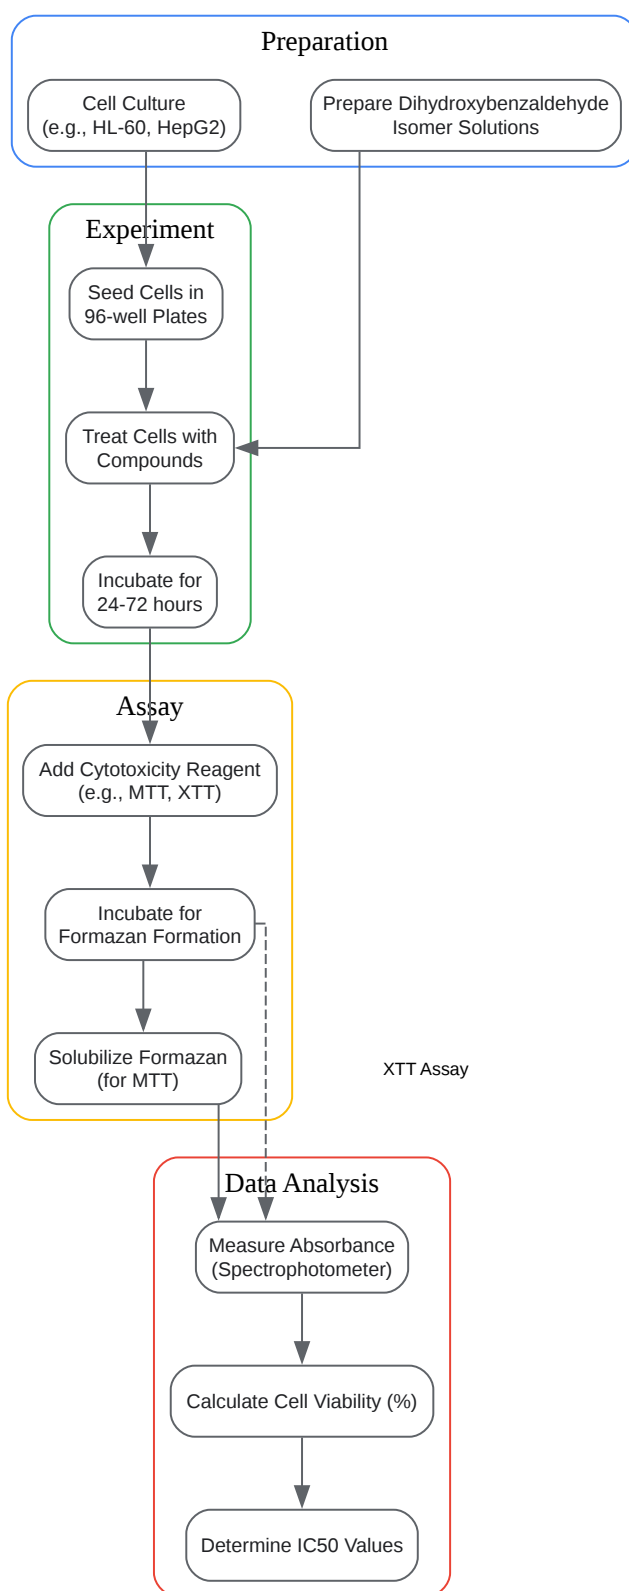 Preparation
Cell Culture
(e.g., HL-60, HepG2)
Prepare Dihydroxybenzaldehyde
Isomer Solutions
Experiment
Seed Cells in
96-well Plates
Treat Cells with
Compounds
Incubate for
24-72 hours
Assay
Add Cytotoxicity Reagent
(e.g., MTT, XTT)
Incubate for
Formazan Formation
Solubilize Formazan
(for MTT)
XTT Assay
Data Analysis
Measure Absorbance
(Spectrophotometer)
Calculate Cell Viability (%)
Determine IC50 Values